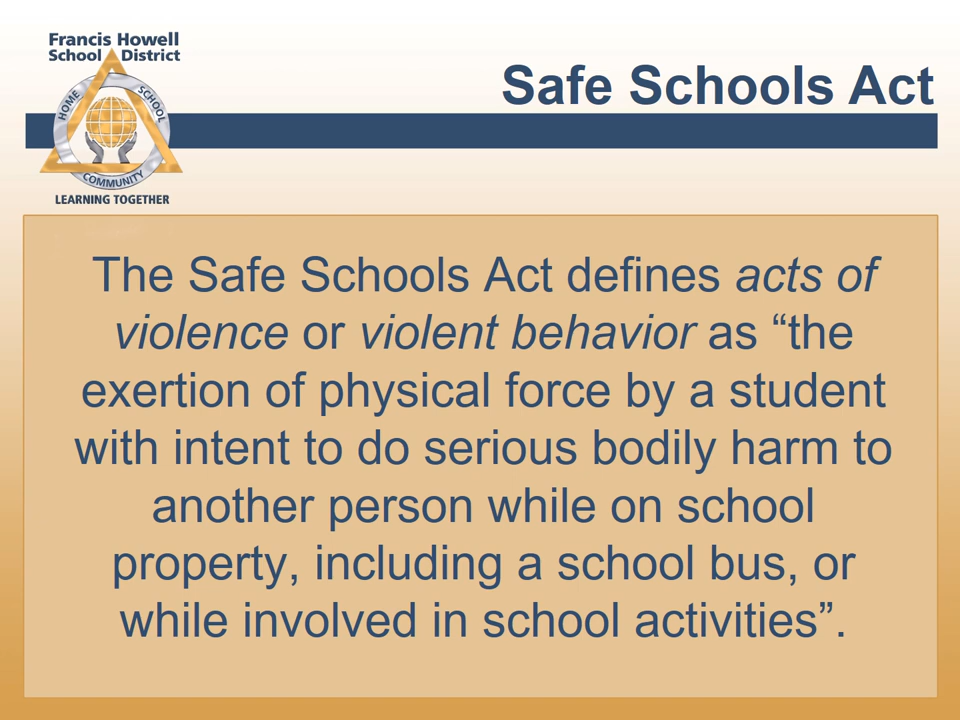 Francis Howell
School District
HOME
SCHOOL
COMMUNITY
LEARNING TOGETHER
Safe Schools Act
The Safe Schools Act defines acts of
violence or violent behavior as “the
exertion of physical force by a student
with intent to do serious bodily harm to
another person while on school
property, including a school bus, or
while involved in school activities”.